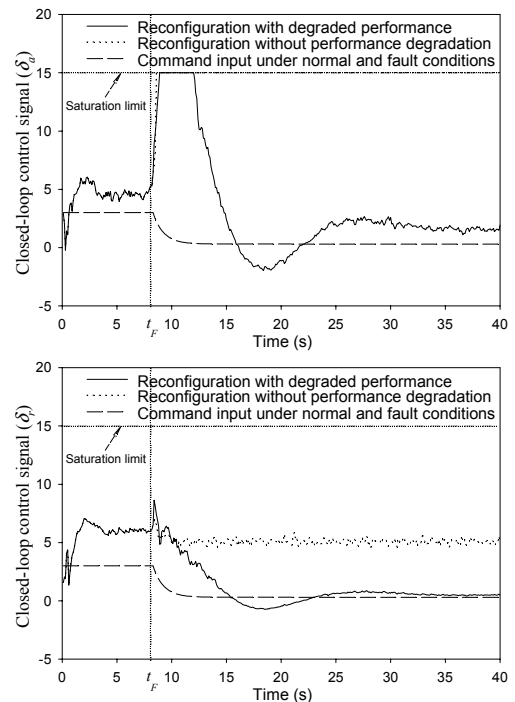 20
15
10
5
0
-5
Closed-loop control signal (δa)
Reconfiguration with degraded performance
Reconfiguration without performance degradation
Command input under normal and fault conditions
Saturation limit
0 5 tF 10 15 20 25 30 35 40
Time (s)
20
15
10
5
0
-5
Closed-loop control signal (δr)
Reconfiguration with degraded performance
Reconfiguration without performance degradation
Command input under normal and fault conditions
Saturation limit
0 5 tF 10 15 20 25 30 35 40
Time (s)